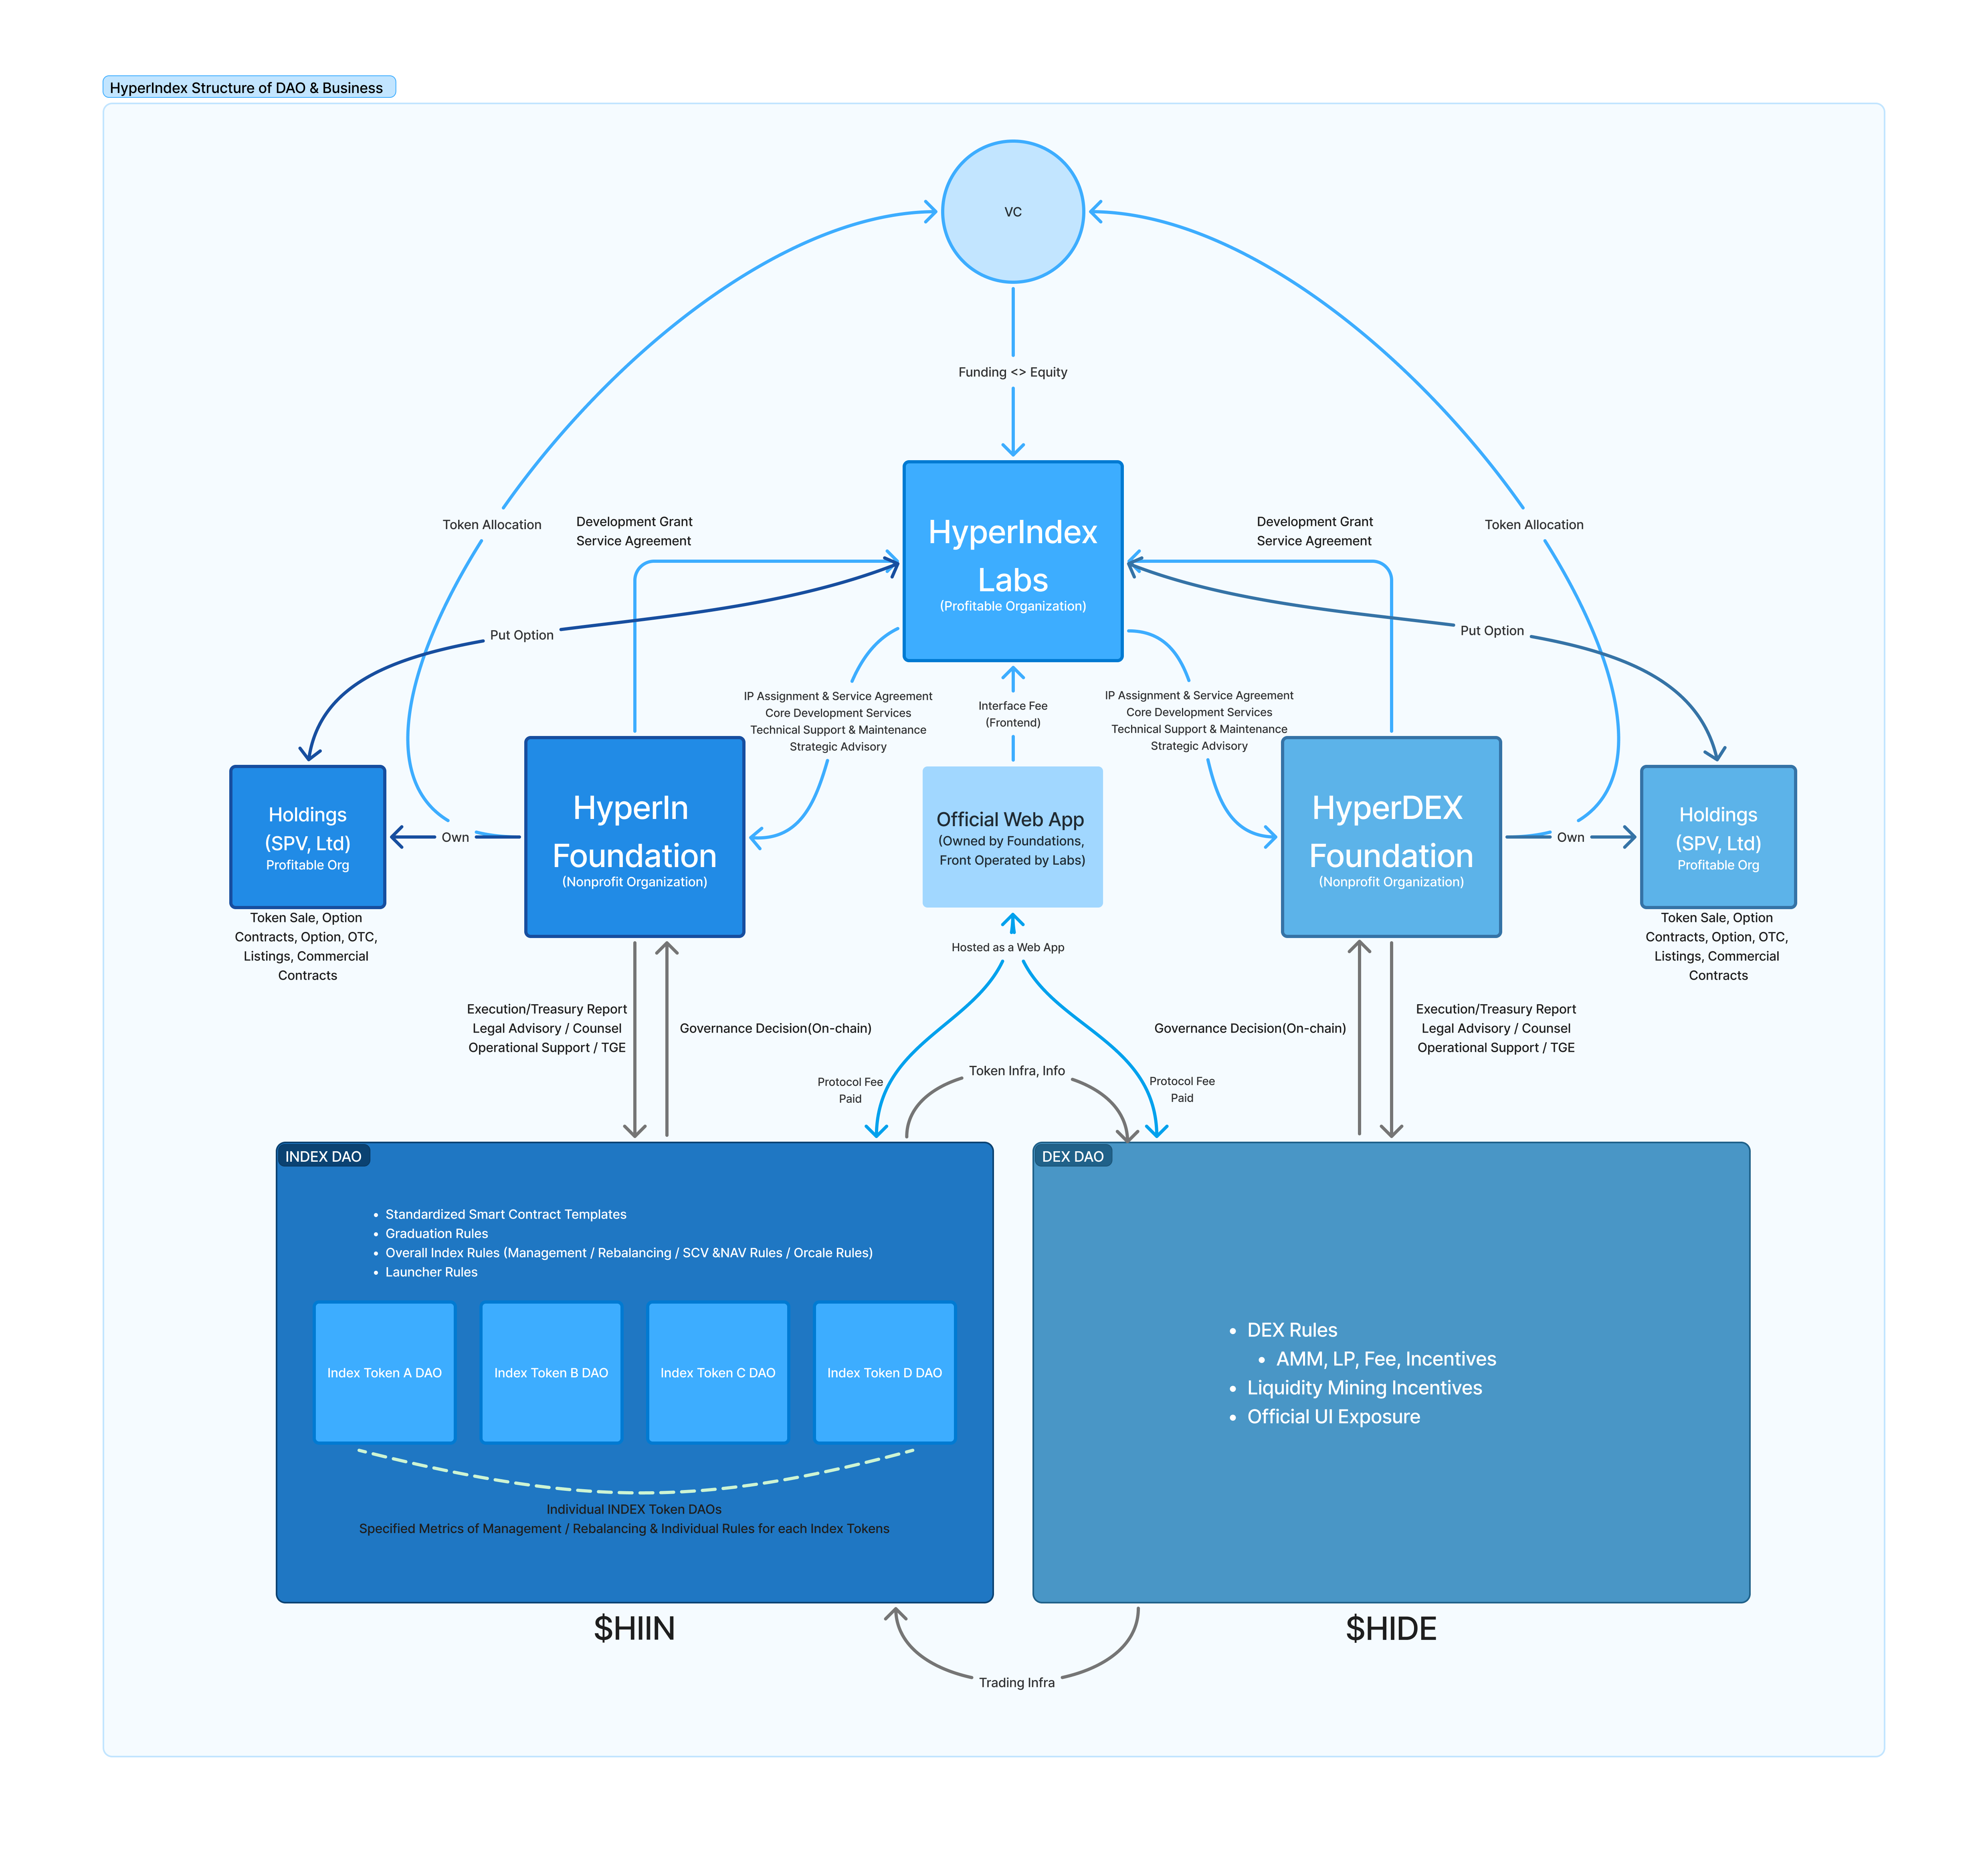 HyperIndex Structure of DAO & Business
VC
Funding <> Equity
Token Allocation
Development Grant
Service Agreement
HyperIndex
Labs
(Profitable Organization)
Development Grant
Service Agreement
Token Allocation
Put Option
Put Option
IP Assignment & Service Agreement
Core Development Services
Technical Support & Maintenance
Strategic Advisory
Interface Fee
(Frontend)
IP Assignment & Service Agreement
Core Development Services
Technical Support & Maintenance
Strategic Advisory
Holdings
(SPV, Ltd)
Profitable Org
Own
HyperIn
Foundation
(Nonprofit Organization)
Official Web App
(Owned by Foundations,
Front Operated by Labs)
HyperDEX
Foundation
(Nonprofit Organization)
Own
Holdings
(SPV, Ltd)
Profitable Org
Token Sale, Option
Contracts, Option, OTC,
Listings, Commercial
Contracts
Hosted as a Web App
Token Sale, Option
Contracts, Option, OTC,
Listings, Commercial
Contracts
Execution/Treasury Report
Legal Advisory / Counsel
Operational Support / TGE
Governance Decision(On-chain)
Governance Decision(On-chain)
Execution/Treasury Report
Legal Advisory / Counsel
Operational Support / TGE
Protocol Fee
Paid
Token Infra, Info
Protocol Fee
Paid
INDEX DAO
• Standardized Smart Contract Templates
• Graduation Rules
• Overall Index Rules (Management / Rebalancing / SCV &NAV Rules / Orcale Rules)
• Launcher Rules
Index Token A DAO
Index Token B DAO
Index Token C DAO
Index Token D DAO
Individual INDEX Token DAOs
Specified Metrics of Management / Rebalancing & Individual Rules for each Index Tokens
DEX DAO
• DEX Rules
• AMM, LP, Fee, Incentives
• Liquidity Mining Incentives
• Official UI Exposure
$HIIN
$HIDE
Trading Infra